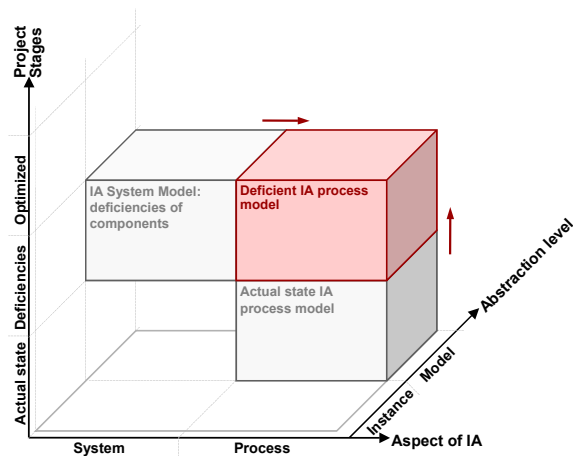 Project
Stages
Optimized
Deficiencies
Actual state
IA System Model:
deficiencies of
components
Deficient IA process
model
Actual state IA
process model
Abstraction level
Model
Instance
System
Process
Aspect of IA